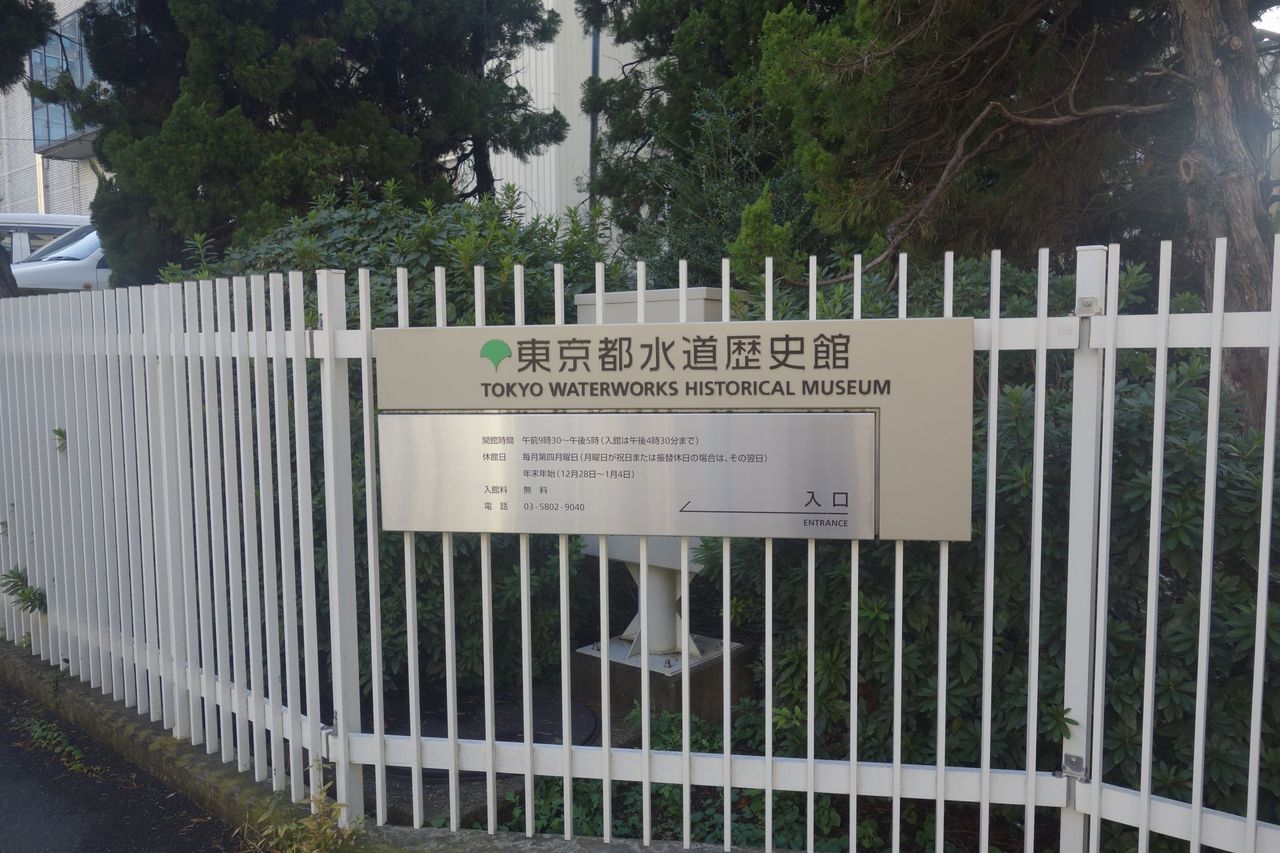 東京都水道歴史館
TOKYO WATERWORKS HISTORICAL MUSEUM
開館時間 午前9時30〜午後5時(入館は午後4時30分まで)
休館日 毎月第四月曜日(月曜日が祝日または振替休日の場合は、その翌日)
年末年始(12月28日〜1月4日)
入館料 無 料
電 話 03-5802-9040
入口
ENTRANCE